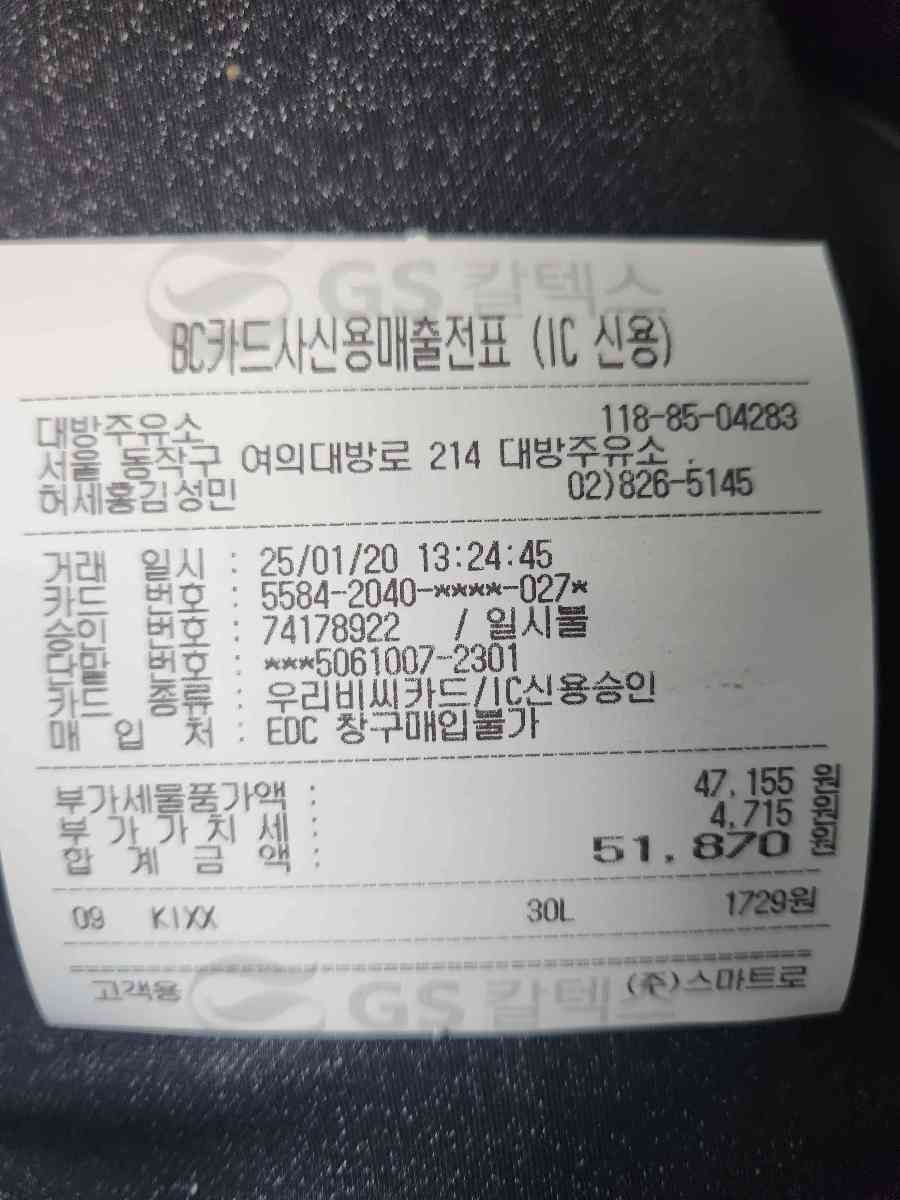 GS칼텍스
BC카드사신용매출전표 (IC 신용)
대방주유소 118-85-04283
서울 동작구 여의대방로 214 대방주유소 .
허세홍김성민 02)826-5145
거래 일시 : 25/01/20 13:24:45
카드 번호 : 5584-2040-****-027*
승인 번호 : 74178922 / 일시불
단말 번호 : ***5061007-2301
카드 종류 : 우리비씨카드/IC신용승인
매 입 처 : EDC 창구매입불가
부가세물품가액 : 47,155 원
부 가 가 치 세 : 4,715 원
합 계 금 액 : 51,870 원
09 KIXX 30L 1729원
고객용 (주)스마트로
GS칼텍스